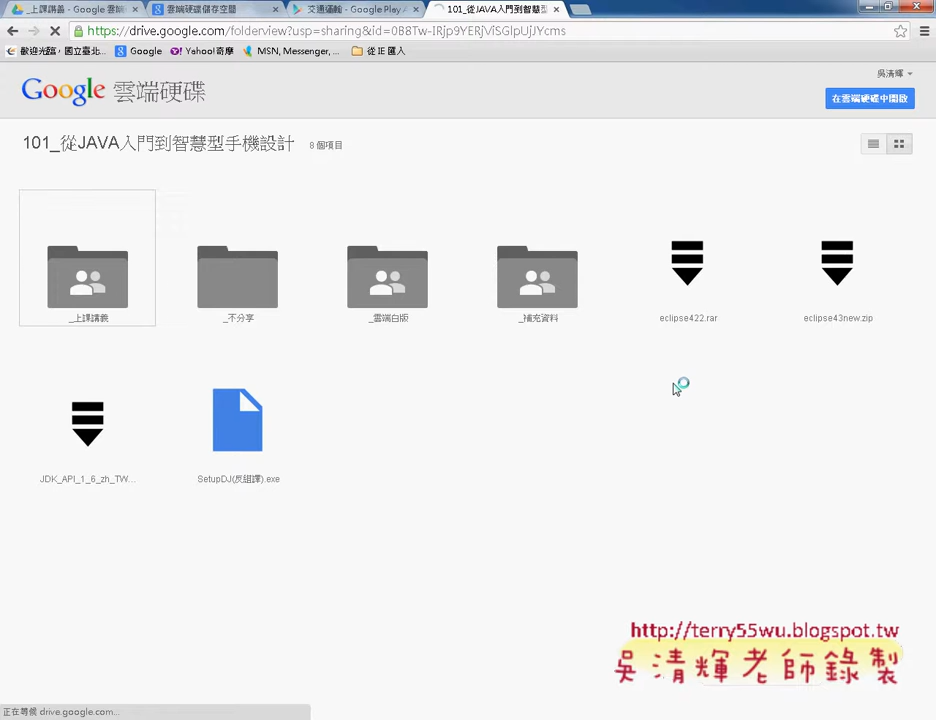 _上課講義 - Google 雲端
雲端硬碟儲存空間
交通運輸 - Google Play A
101_從JAVA入門到智慧型
https://drive.google.com/folderview?usp=sharing&id=0B8Tw-IRjp9YERjViSGlpUjJYcms
歡迎光臨，國立臺北...
Google
Yahoo!奇摩
MSN, Messenger, ...
從 IE 匯入
Google 雲端硬碟
吳清輝
在雲端硬碟中開啟
101_從JAVA入門到智慧型手機設計
8 個項目
_上課講義
_不分享
_雲端白版
_補充資料
eclipse422.rar
eclipse43new.zip
JDK_API_1_6_zh_TW...
SetupDJ(反組譯).exe
http://terry55wu.blogspot.tw
吳清輝老師錄製
正在等候 drive.google.com...